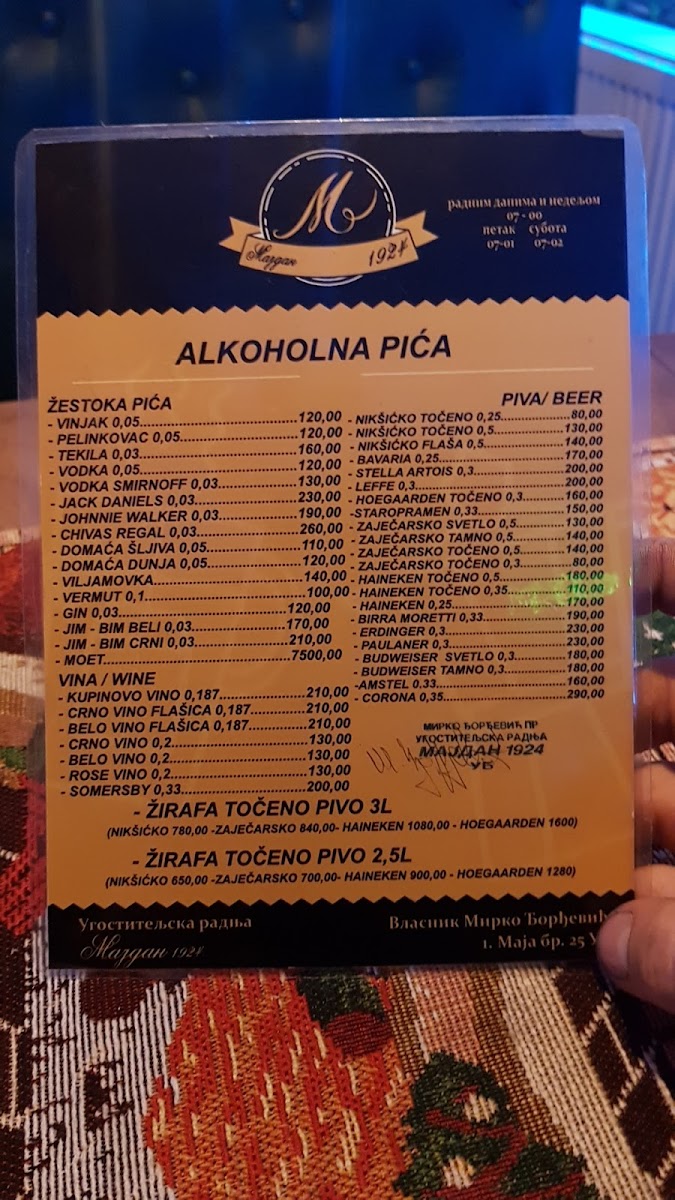 M
Мајдан 1924
радним данима и недељом
07 - 00
петак субота
07-01 07-02
ALKOHOLNA PIĆA
ŽESTOKA PIĆA
- VINJAK 0,05...120,00
- PELINKOVAC 0,05...120,00
- TEKILA 0,03...160,00
- VODKA 0,05...120,00
- VODKA SMIRNOFF 0,03...130,00
- JACK DANIELS 0,03...230,00
- JOHNNIE WALKER 0,03...190,00
- CHIVAS REGAL 0,03...260,00
- DOMAĆA ŠLJIVA 0,05...110,00
- DOMAĆA DUNJA 0,05...120,00
- VILJAMOVKA...140,00
- VERMUT 0,1...100,00
- GIN 0,03...120,00
- JIM - BIM BELI 0,03...170,00
- JIM - BIM CRNI 0,03...210,00
- MOET...7500,00
VINA / WINE
- KUPINOVO VINO 0,187...210,00
- CRNO VINO FLAŠICA 0,187...210,00
- BELO VINO FLAŠICA 0,187...210,00
- CRNO VINO 0,2...130,00
- BELO VINO 0,2...130,00
- ROSE VINO 0,2...130,00
- SOMERSBY 0,33...200,00
PIVA/ BEER
- NIKŠIĆKO TOČENO 0,25...80,00
- NIKŠIĆKO TOČENO 0,5...130,00
- NIKŠIĆKO FLAŠA 0,5...140,00
- BAVARIA 0,25...170,00
- STELLA ARTOIS 0,3...200,00
- LEFFE 0,3...200,00
- HOEGAARDEN TOČENO 0,3...160,00
-STAROPRAMEN 0,33...150,00
- ZAJEČARSKO SVETLO 0,5...130,00
- ZAJEČARSKO TAMNO 0,5...140,00
- ZAJEČARSKO TOČENO 0,5...140,00
- ZAJEČARSKO TOČENO 0,3...80,00
- HAINEKEN TOČENO 0,5...180,00
- HAINEKEN TOČENO 0,35...110,00
- HAINEKEN 0,25...170,00
- BIRRA MORETTI 0,33...190,00
- ERDINGER 0,3...230,00
- PAULANER 0,3...230,00
- BUDWEISER SVETLO 0,3...180,00
- BUDWEISER TAMNO 0,3...180,00
-AMSTEL 0.33...160,00
- CORONA 0,35...290,00
МИРКО ЂОРЂЕВИЋ ПР
УГОСТИТЕЉСКА РАДЊА
МАЈДАН 1924
УБ
- ŽIRAFA TOČENO PIVO 3L
(NIKŠIĆKO 780,00 -ZAJEČARSKO 840,00- HAINEKEN 1080,00 - HOEGAARDEN 1600)
- ŽIRAFA TOČENO PIVO 2,5L
(NIKŠIĆKO 650,00 -ZAJEČARSKO 700,00- HAINEKEN 900,00 - HOEGAARDEN 1280)
Угоститељска радња
Мајдан 1924
Власник Мирко Ђорђевић
1. Маја бр. 25 У